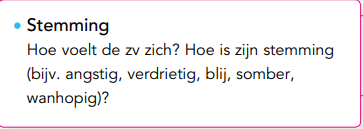 • Stemming
Hoe voelt de zv zich? Hoe is zijn stemming
(bijv. angstig, verdrietig, blij, somber,
wanhopig)?